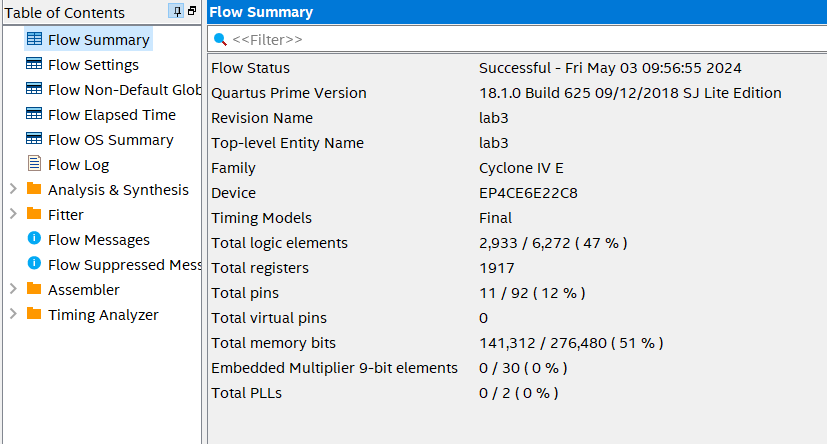 Table of Contents
Flow Summary
Flow Settings
Flow Non-Default Glob
Flow Elapsed Time
Flow OS Summary
Flow Log
Analysis & Synthesis
Fitter
Flow Messages
Flow Suppressed Mess
Assembler
Timing Analyzer
Flow Summary
<<Filter>>
Flow Status Successful - Fri May 03 09:56:55 2024
Quartus Prime Version 18.1.0 Build 625 09/12/2018 SJ Lite Edition
Revision Name lab3
Top-level Entity Name lab3
Family Cyclone IV E
Device EP4CE6E22C8
Timing Models Final
Total logic elements 2,933 / 6,272 ( 47 % )
Total registers 1917
Total pins 11 / 92 ( 12 % )
Total virtual pins 0
Total memory bits 141,312 / 276,480 ( 51 % )
Embedded Multiplier 9-bit elements 0 / 30 ( 0 % )
Total PLLs 0 / 2 ( 0 % )